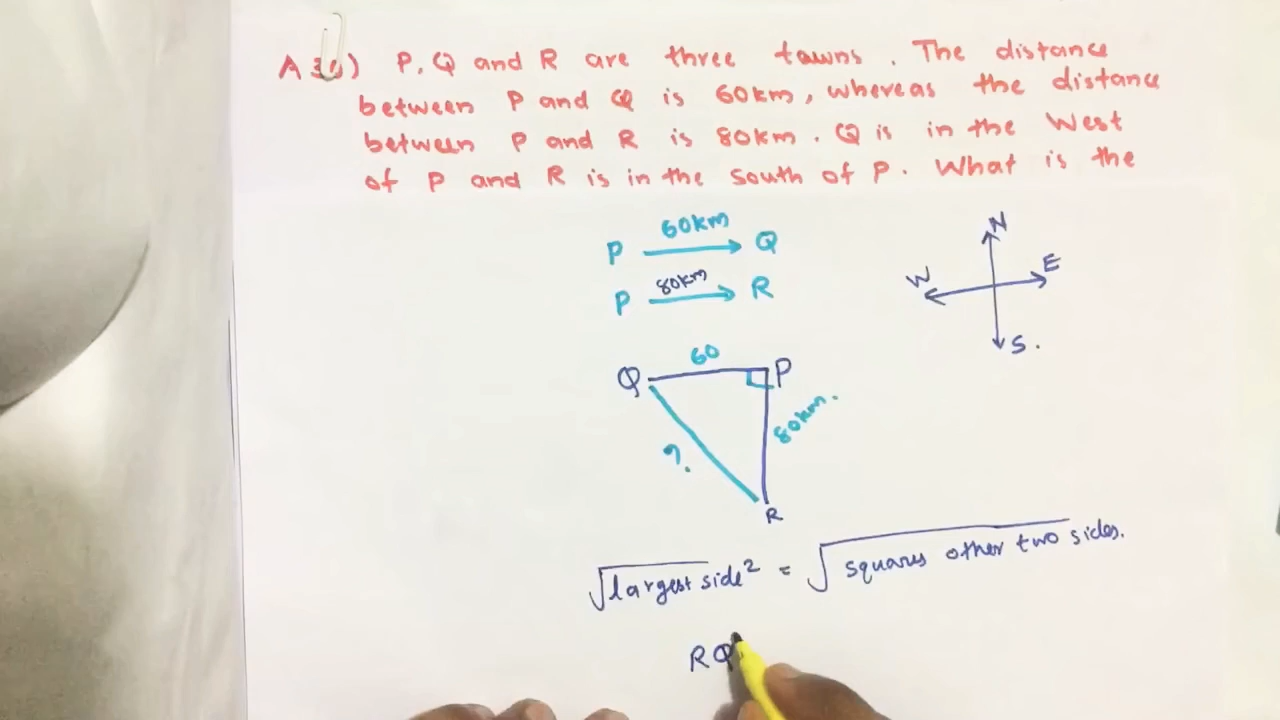 P, Q and R are three tawns. The distance
between P and Q is 60km, whereas the distance
between P and R is 80km. Q is in the West
of P and R is in the south of P. What is the
P 60km Q
P 80km R
N
W E
S.
60
Q P
80km.
?
R
√largest side² = √squares other two sides.
RQ